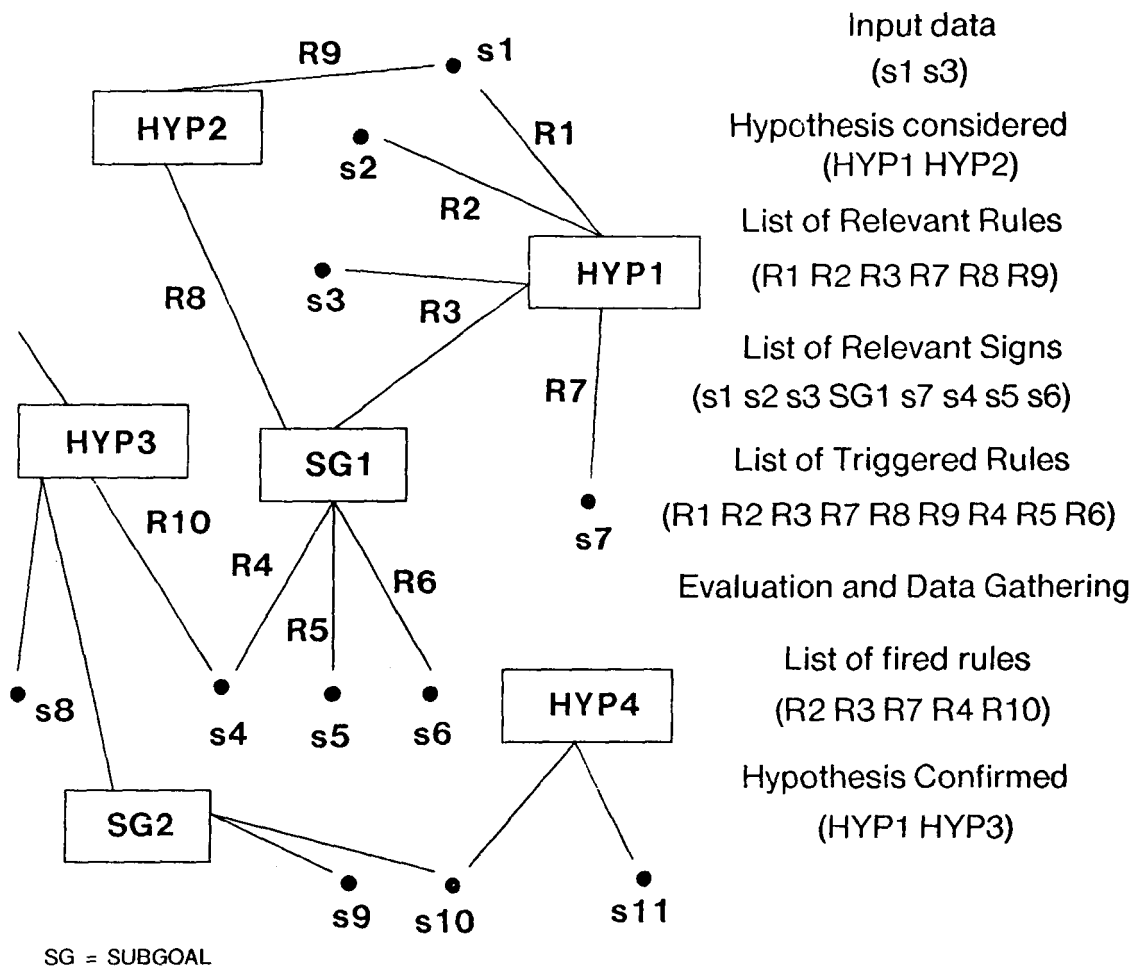 R9
s1
HYP2
s2
R1
R2
HYP1
s3
R3
R8
R7
HYP3
SG1
s7
R10
R4
R6
R5
s8
s4
s5
s6
HYP4
SG2
s9
s10
s11
SG = SUBGOAL
Input data
(s1 s3)
Hypothesis considered
(HYP1 HYP2)
List of Relevant Rules
(R1 R2 R3 R7 R8 R9)
List of Relevant Signs
(s1 s2 s3 SG1 s7 s4 s5 s6)
List of Triggered Rules
(R1 R2 R3 R7 R8 R9 R4 R5 R6)
Evaluation and Data Gathering
List of fired rules
(R2 R3 R7 R4 R10)
Hypothesis Confirmed
(HYP1 HYP3)